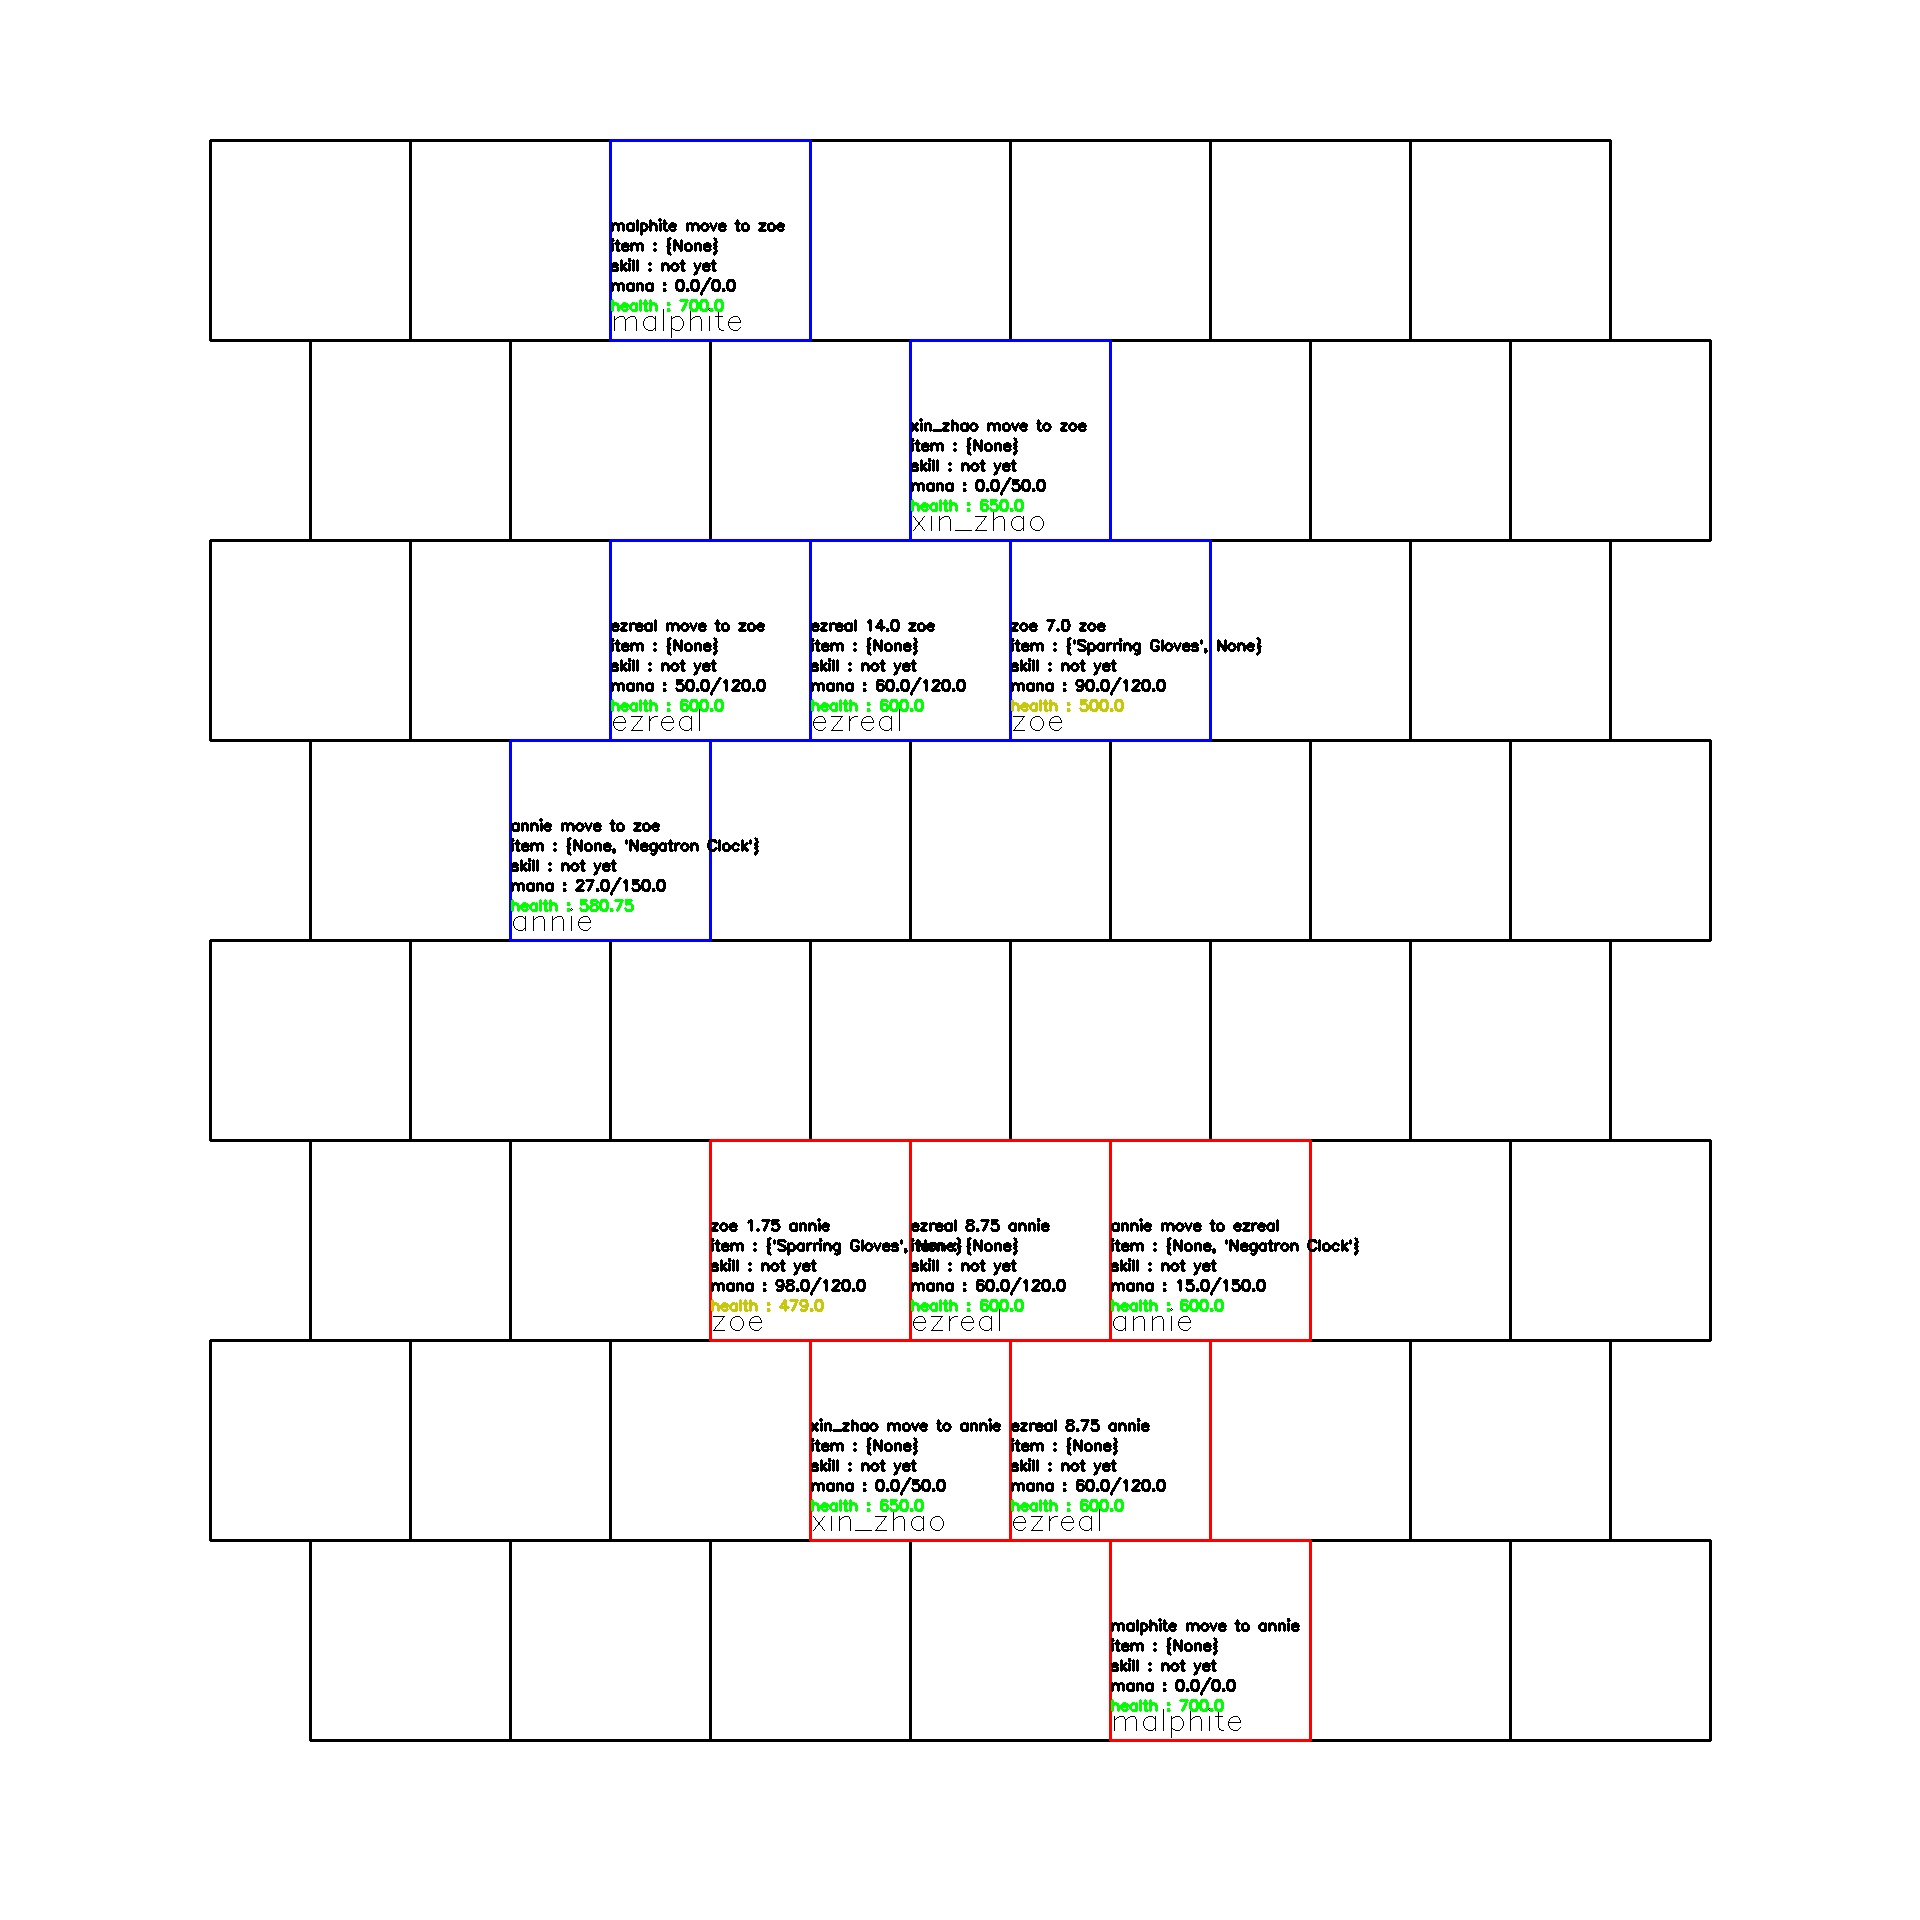 malphite move to zoe
item : {None}
skill : not yet
mana : 0.0/0.0
health : 700.0
malphite
xin_zhao move to zoe
item : {None}
skill : not yet
mana : 0.0/50.0
health : 650.0
xin_zhao
ezreal move to zoe
item : {None}
skill : not yet
mana : 50.0/120.0
health : 600.0
ezreal
ezreal 14.0 zoe
item : {None}
skill : not yet
mana : 60.0/120.0
health : 600.0
ezreal
zoe 7.0 zoe
item : {'Sparring Gloves', None}
skill : not yet
mana : 90.0/120.0
health : 500.0
zoe
annie move to zoe
item : {None, 'Negatron Clock'}
skill : not yet
mana : 27.0/150.0
health : 580.75
annie
zoe 1.75 annie
item : {'Sparring Gloves', None}
skill : not yet
mana : 98.0/120.0
health : 479.0
zoe
ezreal 8.75 annie
item : {None}
skill : not yet
mana : 60.0/120.0
health : 600.0
ezreal
annie move to ezreal
item : {None, 'Negatron Clock'}
skill : not yet
mana : 15.0/150.0
health : 600.0
annie
xin_zhao move to annie
item : {None}
skill : not yet
mana : 0.0/50.0
health : 650.0
xin_zhao
ezreal 8.75 annie
item : {None}
skill : not yet
mana : 60.0/120.0
health : 600.0
ezreal
malphite move to annie
item : {None}
skill : not yet
mana : 0.0/0.0
health : 700.0
malphite